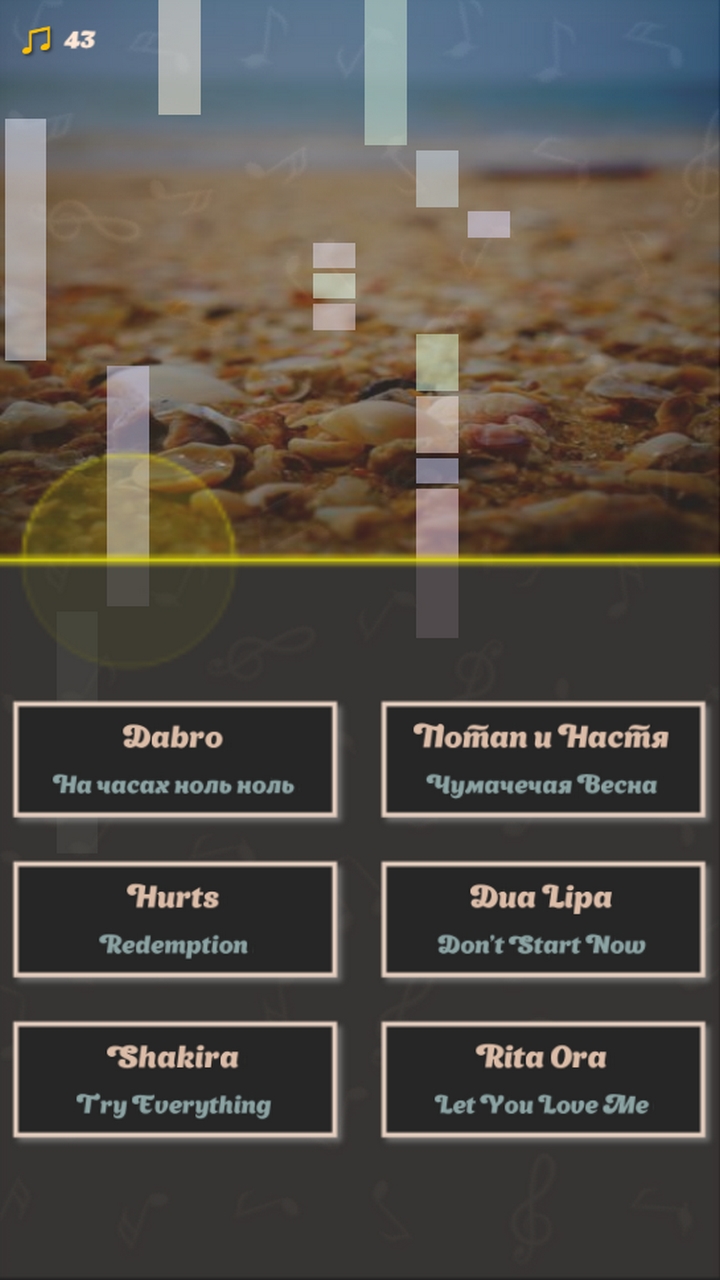 43
Dabro
На часах ноль ноль
Потап и Настя
Чумачечая Весна
Hurts
Redemption
Dua Lipa
Don't Start Now
Shakira
Try Everything
Rita Ora
Let You Love Me